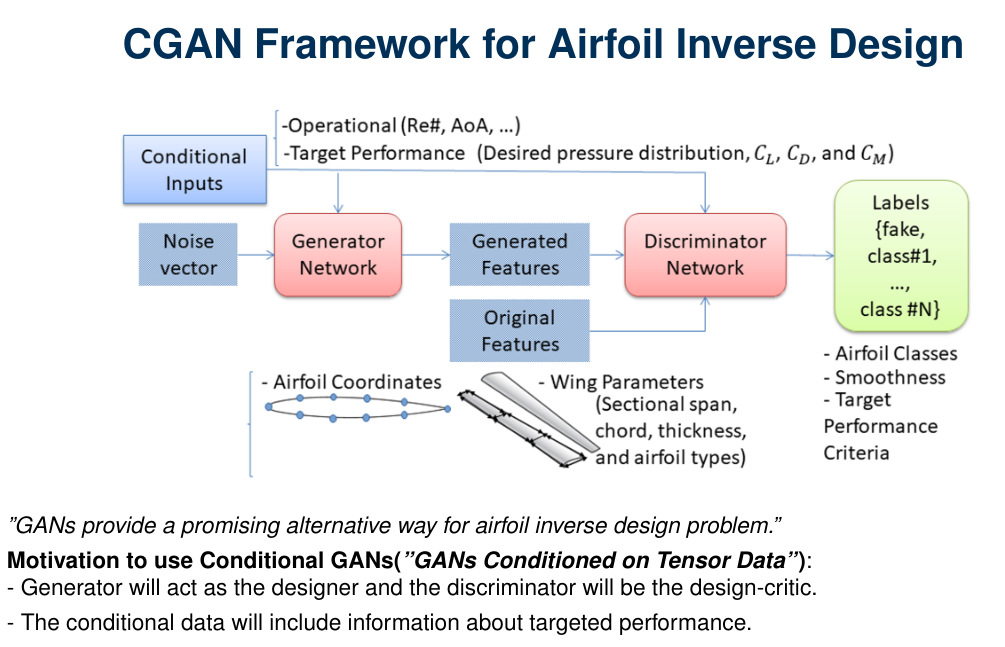 CGAN Framework for Airfoil Inverse Design
-Operational (Re#, AoA, ...)
-Target Performance (Desired pressure distribution, C_L, C_D, and C_M)
Conditional
Inputs
Noise
vector
Generator
Network
Generated
Features
Discriminator
Network
Labels
{fake,
class#1,
...,
class #N}
Original
Features
- Airfoil Coordinates
- Wing Parameters
(Sectional span,
chord, thickness,
and airfoil types)
- Airfoil Classes
- Smoothness
- Target
Performance
Criteria
”GANs provide a promising alternative way for airfoil inverse design problem.”
Motivation to use Conditional GANs(”GANs Conditioned on Tensor Data”):
- Generator will act as the designer and the discriminator will be the design-critic.
- The conditional data will include information about targeted performance.